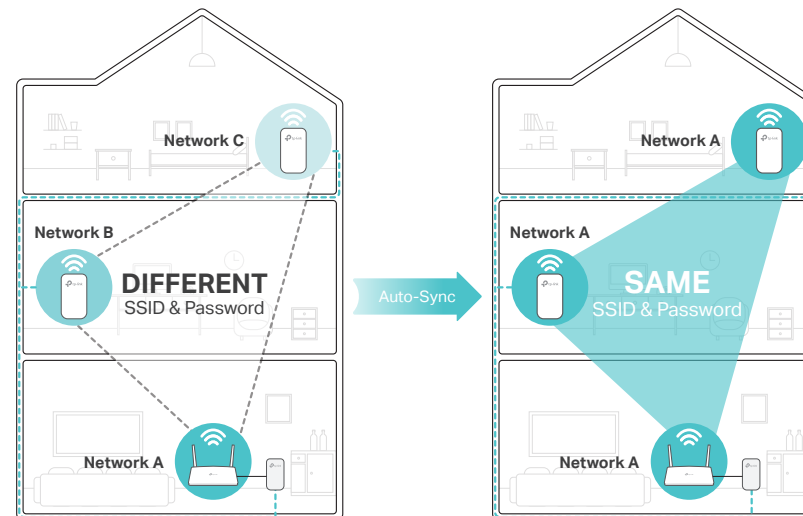 Network C
Network B
DIFFERENT
SSID & Password
Network A
Auto-Sync
Network A
Network A
SAME
SSID & Password
Network A